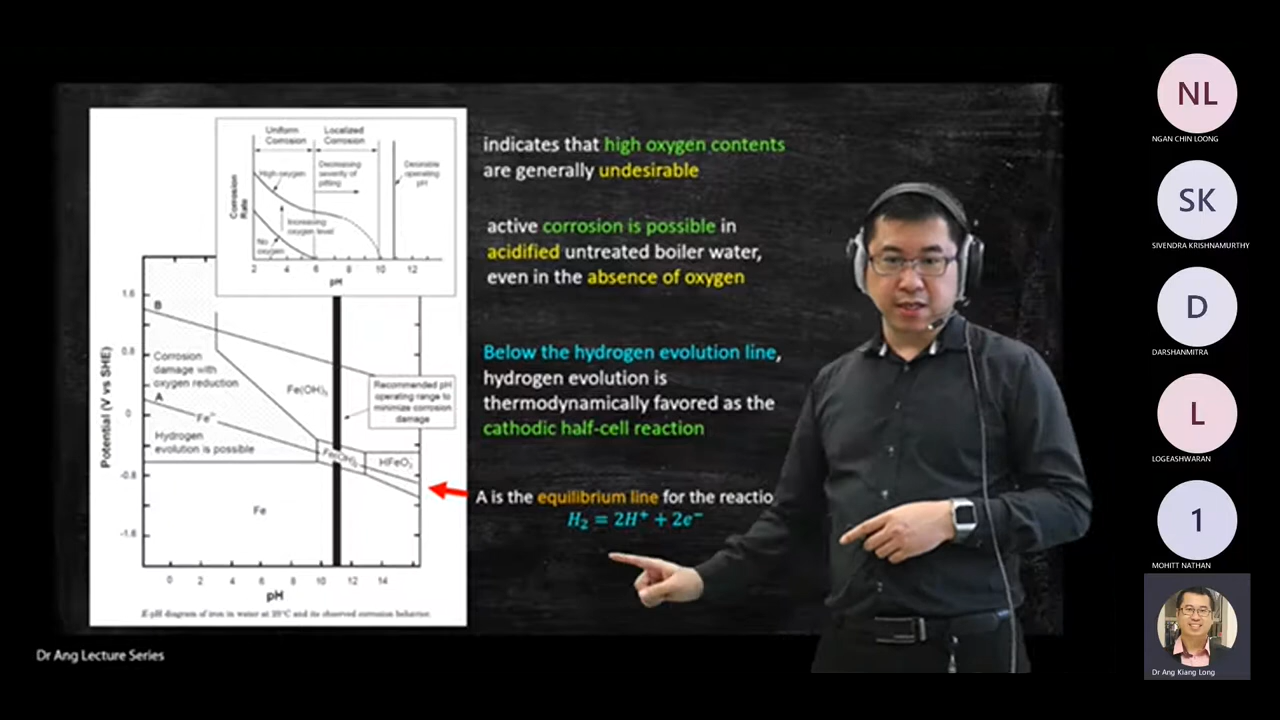 Uniform Corrosion
Localized Corrosion
Decreasing severity of pitting
Desirable operating pH
High oxygen
Corrosion Rate
Increasing oxygen level
No oxygen
2 4 6 8 10 12
pH
1.6
B
0.8
Corrosion damage with oxygen reduction
Fe(OH)₃
Recommended pH operating range to minimize corrosion damage
A
0
Potential (V vs SHE)
Hydrogen evolution is possible
Fe(OH)₂
-0.8
Fe
-1.6
0 2 4 6 8 10 12 14
pH
E-pH diagram of iron in water at 25°C and its observed corrosion behavior.
indicates that high oxygen contents
are generally undesirable
active corrosion is possible in
acidified untreated boiler water,
even in the absence of oxygen
Below the hydrogen evolution line,
hydrogen evolution is
thermodynamically favored as the
cathodic half-cell reaction
A is the equilibrium line for the reactio
H₂ = 2H⁺ + 2e⁻
Dr Ang Lecture Series
NL
NGAN CHIN LOONG
SK
SIVENDRA KRISHNAMURTHY
D
DARSHANMITRA
L
LOGEASHWARAN
1
MOHITT NATHAN
Dr Ang Kiang Long